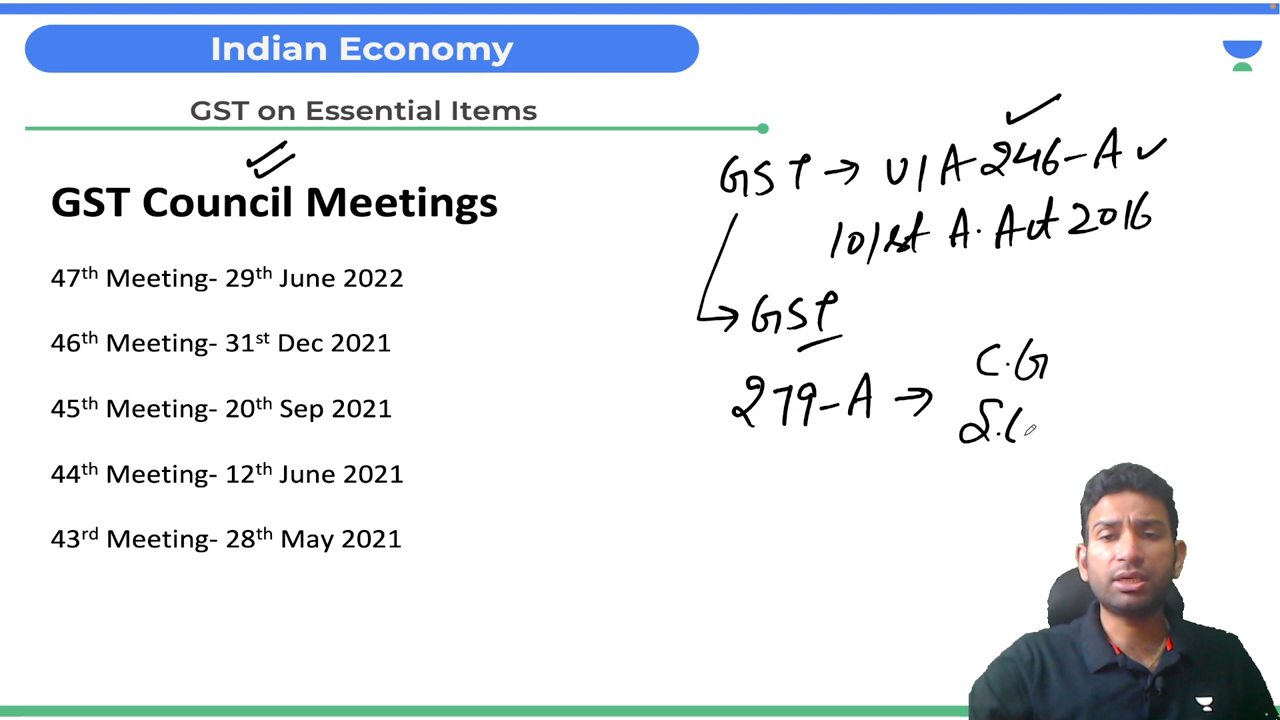 Indian Economy
GST on Essential Items
GST Council Meetings
47th Meeting- 29th June 2022
46th Meeting- 31st Dec 2021
45th Meeting- 20th Sep 2021
44th Meeting- 12th June 2021
43rd Meeting- 28th May 2021
GST → U/A 246-A
101st A. Act 2016
→ GST
279-A → C.G
S.(